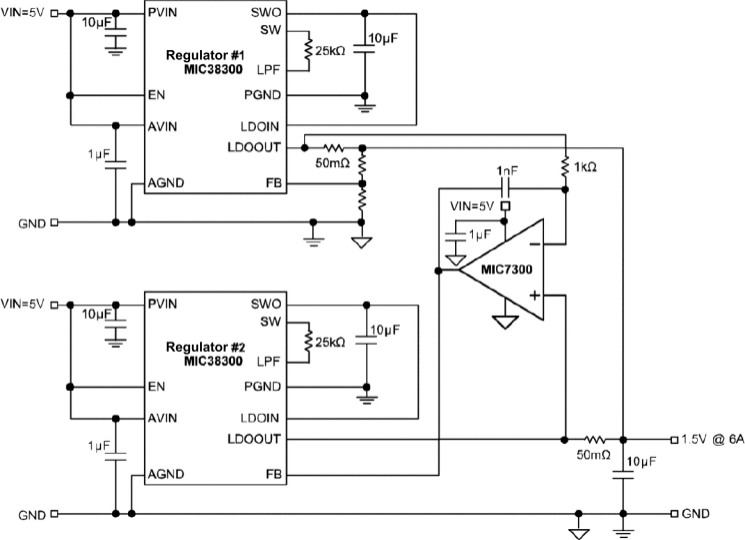 VIN=5V
PVIN
SWO
10µF
SW
10µF
Regulator #1
MIC38300
25kΩ
LPF
EN
PGND
AVIN
LDOIN
LDOOUT
1µF
50mΩ
1nF
1kΩ
AGND
FB
VIN=5V
GND
1µF
MIC7300
–
+
VIN=5V
PVIN
SWO
10µF
SW
10µF
Regulator #2
MIC38300
25kΩ
LPF
EN
PGND
AVIN
LDOIN
LDOOUT
1.5V @ 6A
1µF
50mΩ
10µF
AGND
FB
GND
GND